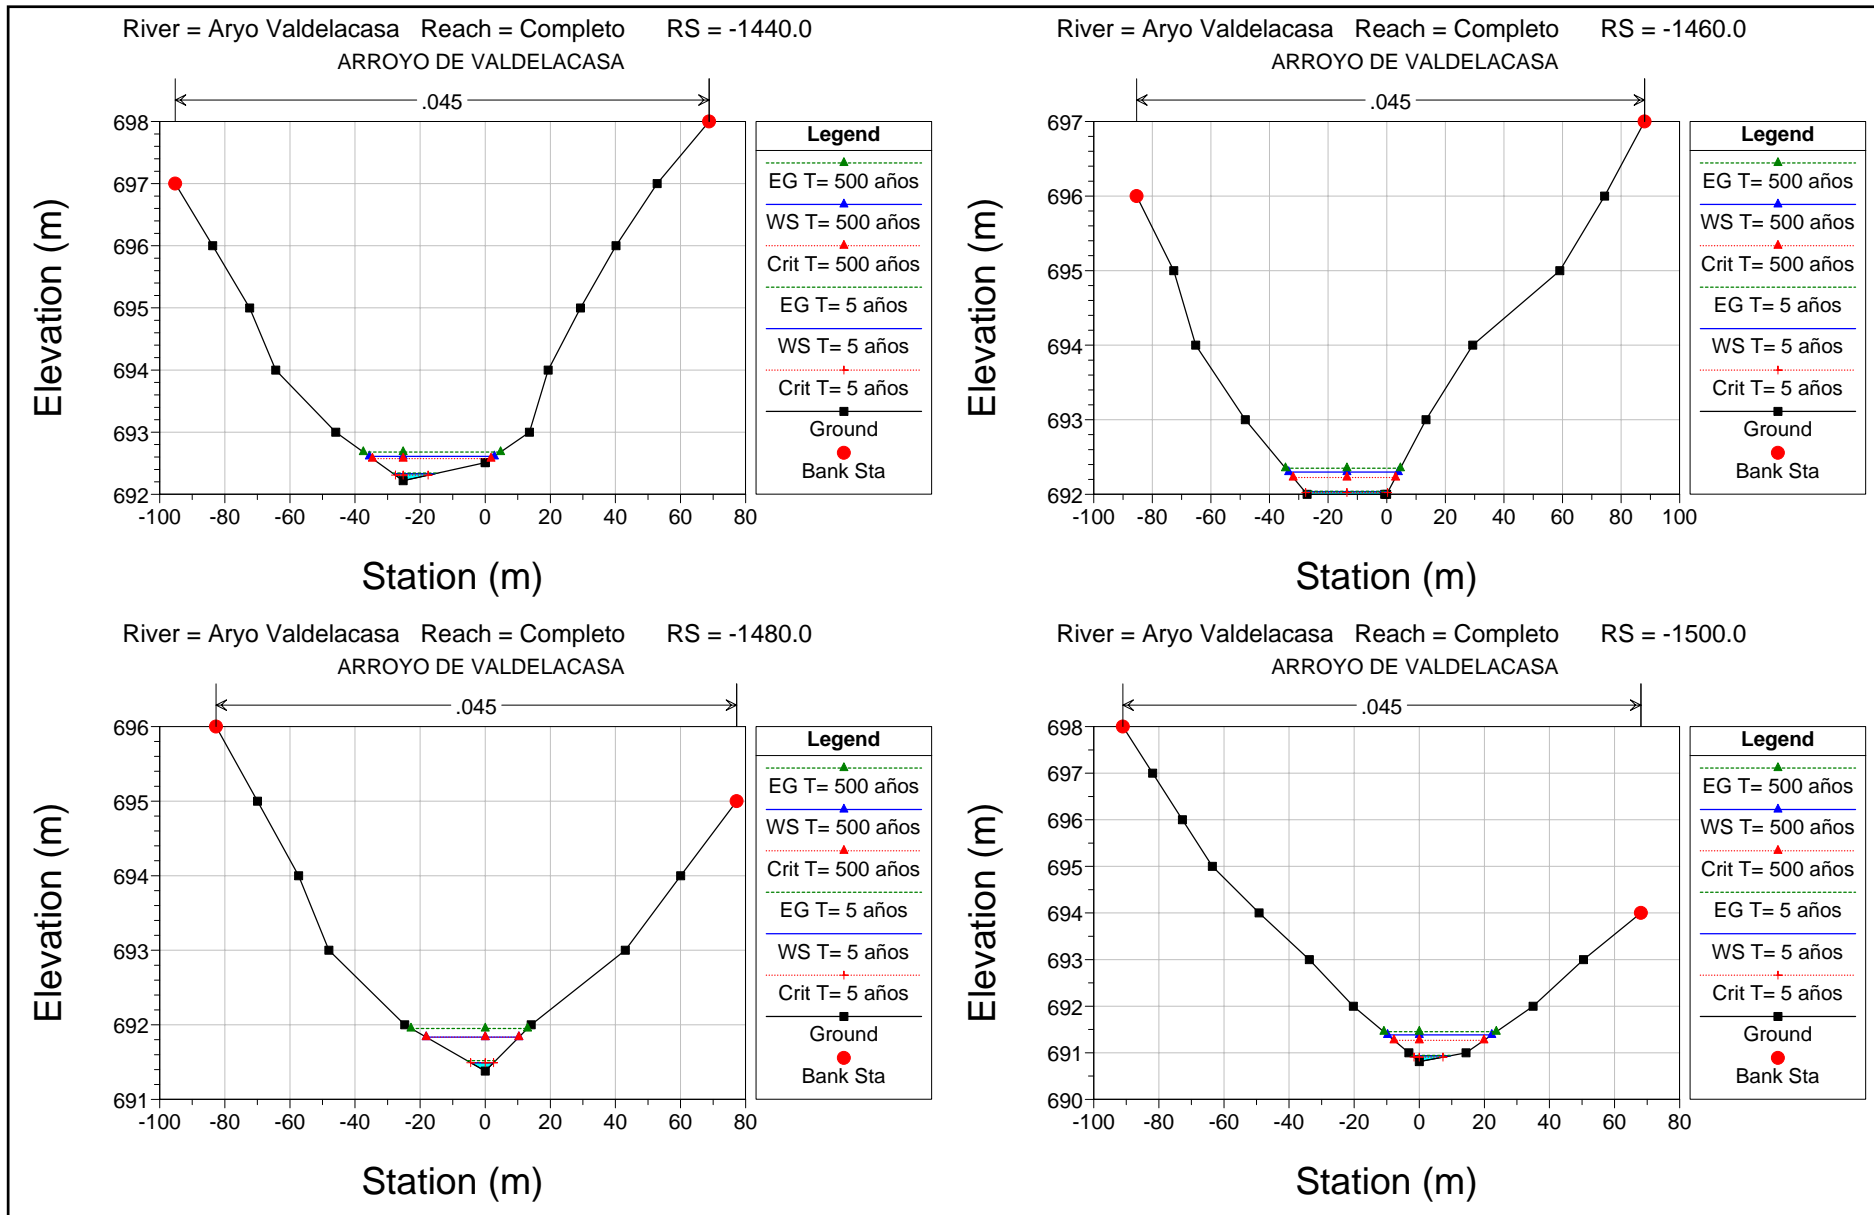 River = Aryo Valdelacasa Reach = Completo RS = -1440.0
ARROYO DE VALDELACASA
.045
698
697
696
695
694
693
692
-100 -80 -60 -40 -20 0 20 40 60 80
Elevation (m)
Station (m)
Legend
EG T= 500 años
WS T= 500 años
Crit T= 500 años
EG T= 5 años
WS T= 5 años
Crit T= 5 años
Ground
Bank Sta
River = Aryo Valdelacasa Reach = Completo RS = -1460.0
ARROYO DE VALDELACASA
.045
697
696
695
694
693
692
-100 -80 -60 -40 -20 0 20 40 60 80 100
Elevation (m)
Station (m)
Legend
EG T= 500 años
WS T= 500 años
Crit T= 500 años
EG T= 5 años
WS T= 5 años
Crit T= 5 años
Ground
Bank Sta
River = Aryo Valdelacasa Reach = Completo RS = -1480.0
ARROYO DE VALDELACASA
.045
696
695
694
693
692
691
-100 -80 -60 -40 -20 0 20 40 60 80
Elevation (m)
Station (m)
Legend
EG T= 500 años
WS T= 500 años
Crit T= 500 años
EG T= 5 años
WS T= 5 años
Crit T= 5 años
Ground
Bank Sta
River = Aryo Valdelacasa Reach = Completo RS = -1500.0
ARROYO DE VALDELACASA
.045
698
697
696
695
694
693
692
691
690
-100 -80 -60 -40 -20 0 20 40 60 80
Elevation (m)
Station (m)
Legend
EG T= 500 años
WS T= 500 años
Crit T= 500 años
EG T= 5 años
WS T= 5 años
Crit T= 5 años
Ground
Bank Sta